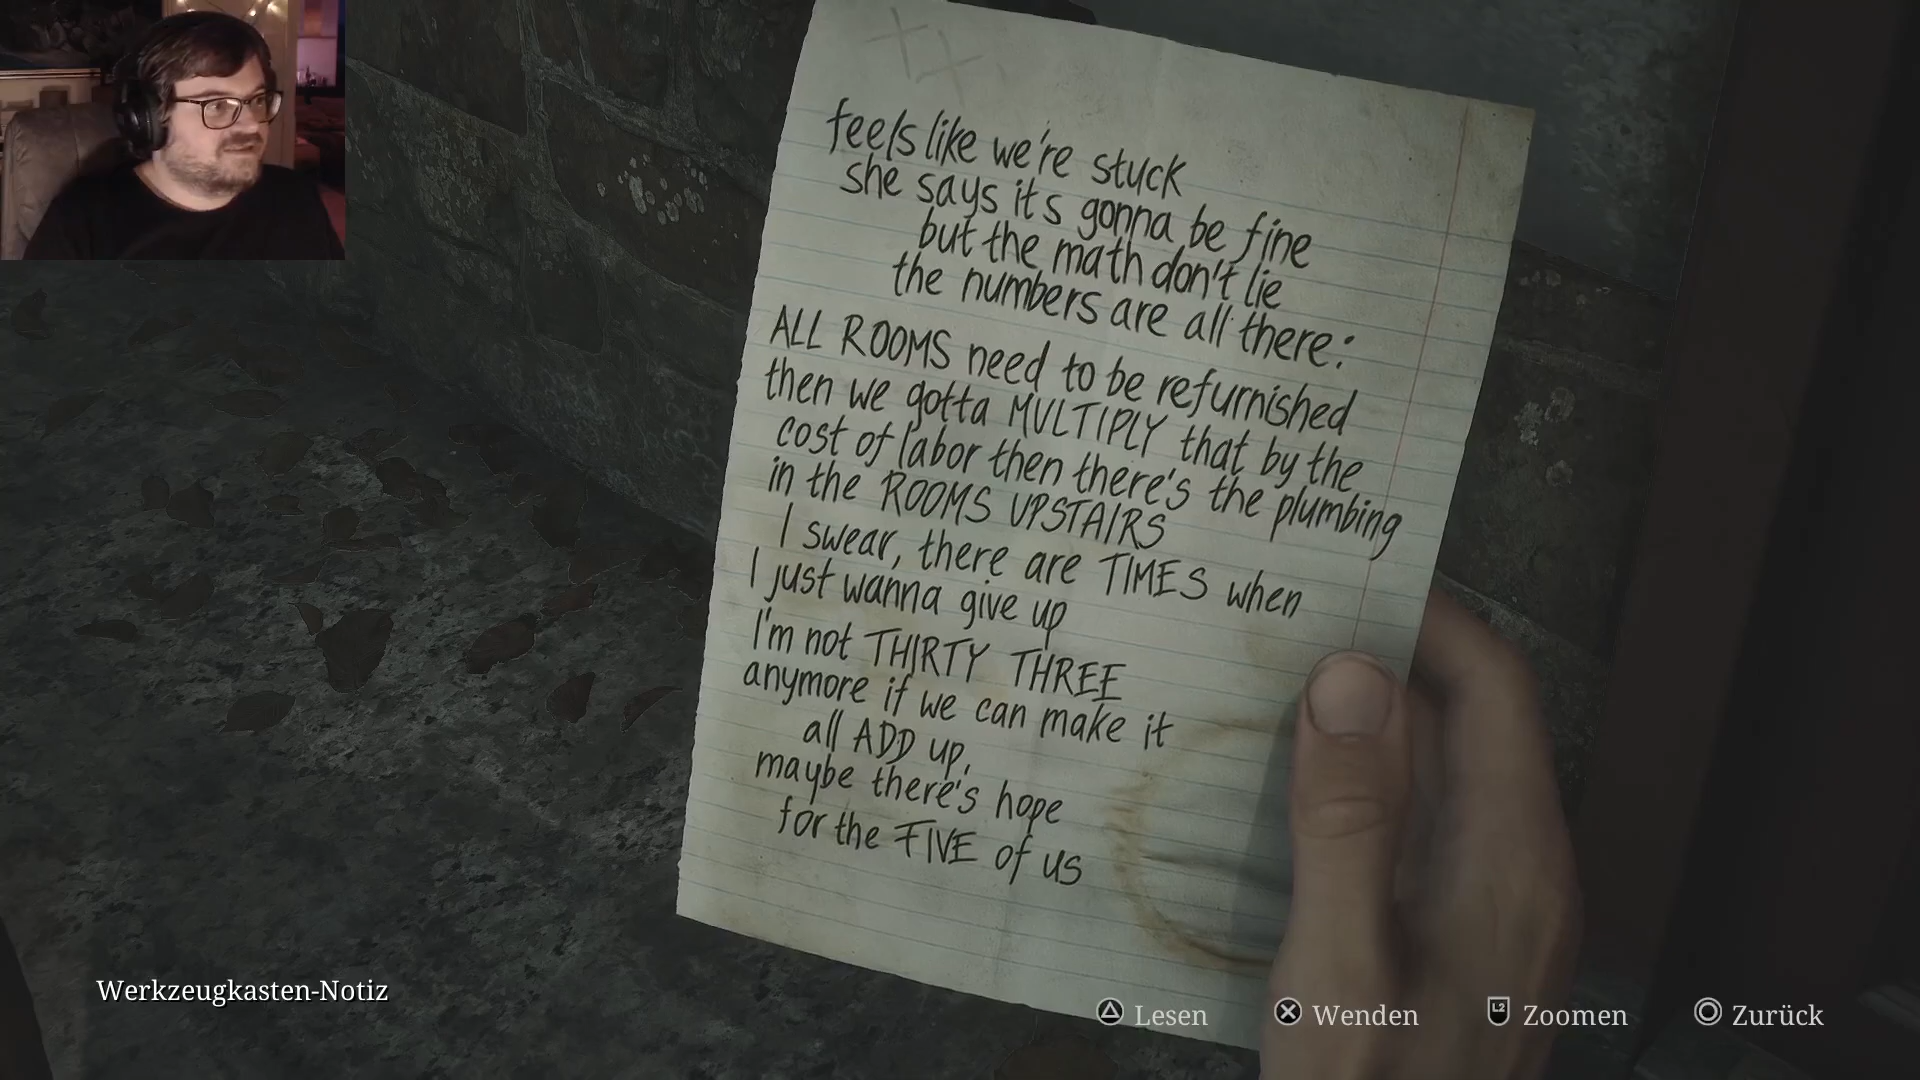 feels like we're stuck
she says it's gonna be fine
but the math don't lie
the numbers are all there:
ALL ROOMS need to be refurnished
then we gotta MULTIPLY that by the
cost of labor then there's the plumbing
in the ROOMS UPSTAIRS
I swear, there are TIMES when
I just wanna give up
I'm not THIRTY THREE
anymore if we can make it
all ADD up,
maybe there's hope
for the FIVE of us
Werkzeugkasten-Notiz
Lesen
Wenden
L2 Zoomen
Zurück